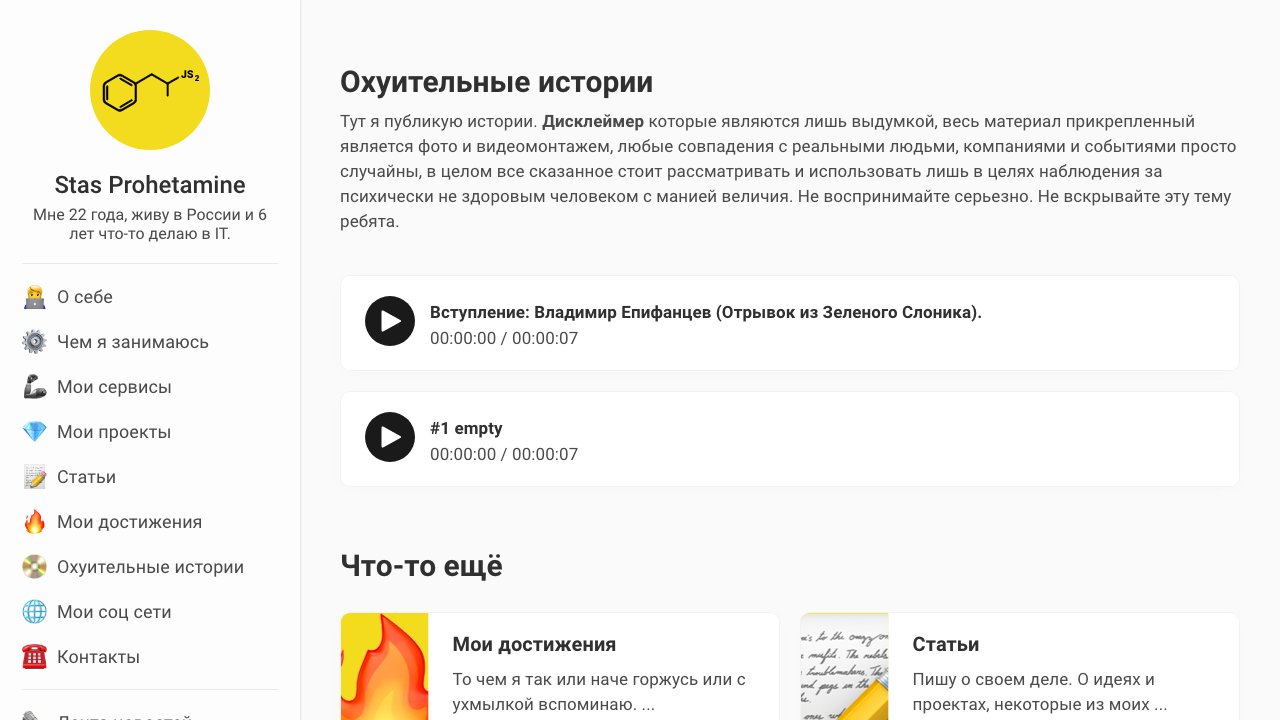 JS2
Stas Prohetamine
Мне 22 года, живу в России и 6
лет что-то делаю в IT.
О себе
Чем я занимаюсь
Мои сервисы
Мои проекты
Статьи
Мои достижения
Охуительные истории
Мои соц сети
Контакты
Охуительные истории
Тут я публикую истории. Дисклеймер которые являются лишь выдумкой, весь материал прикрепленный
является фото и видеомонтажем, любые совпадения с реальными людьми, компаниями и событиями просто
случайны, в целом все сказанное стоит рассматривать и использовать лишь в целях наблюдения за
психически не здоровым человеком с манией величия. Не воспринимайте серьезно. Не вскрывайте эту тему
ребята.
Вступление: Владимир Епифанцев (Отрывок из Зеленого Слоника).
00:00:00 / 00:00:07
#1 empty
00:00:00 / 00:00:07
Что-то ещё
Мои достижения
То чем я так или наче горжусь или с
ухмылкой вспоминаю. ...
Статьи
Пишу о своем деле. О идеях и
проектах, некоторые из моих ...